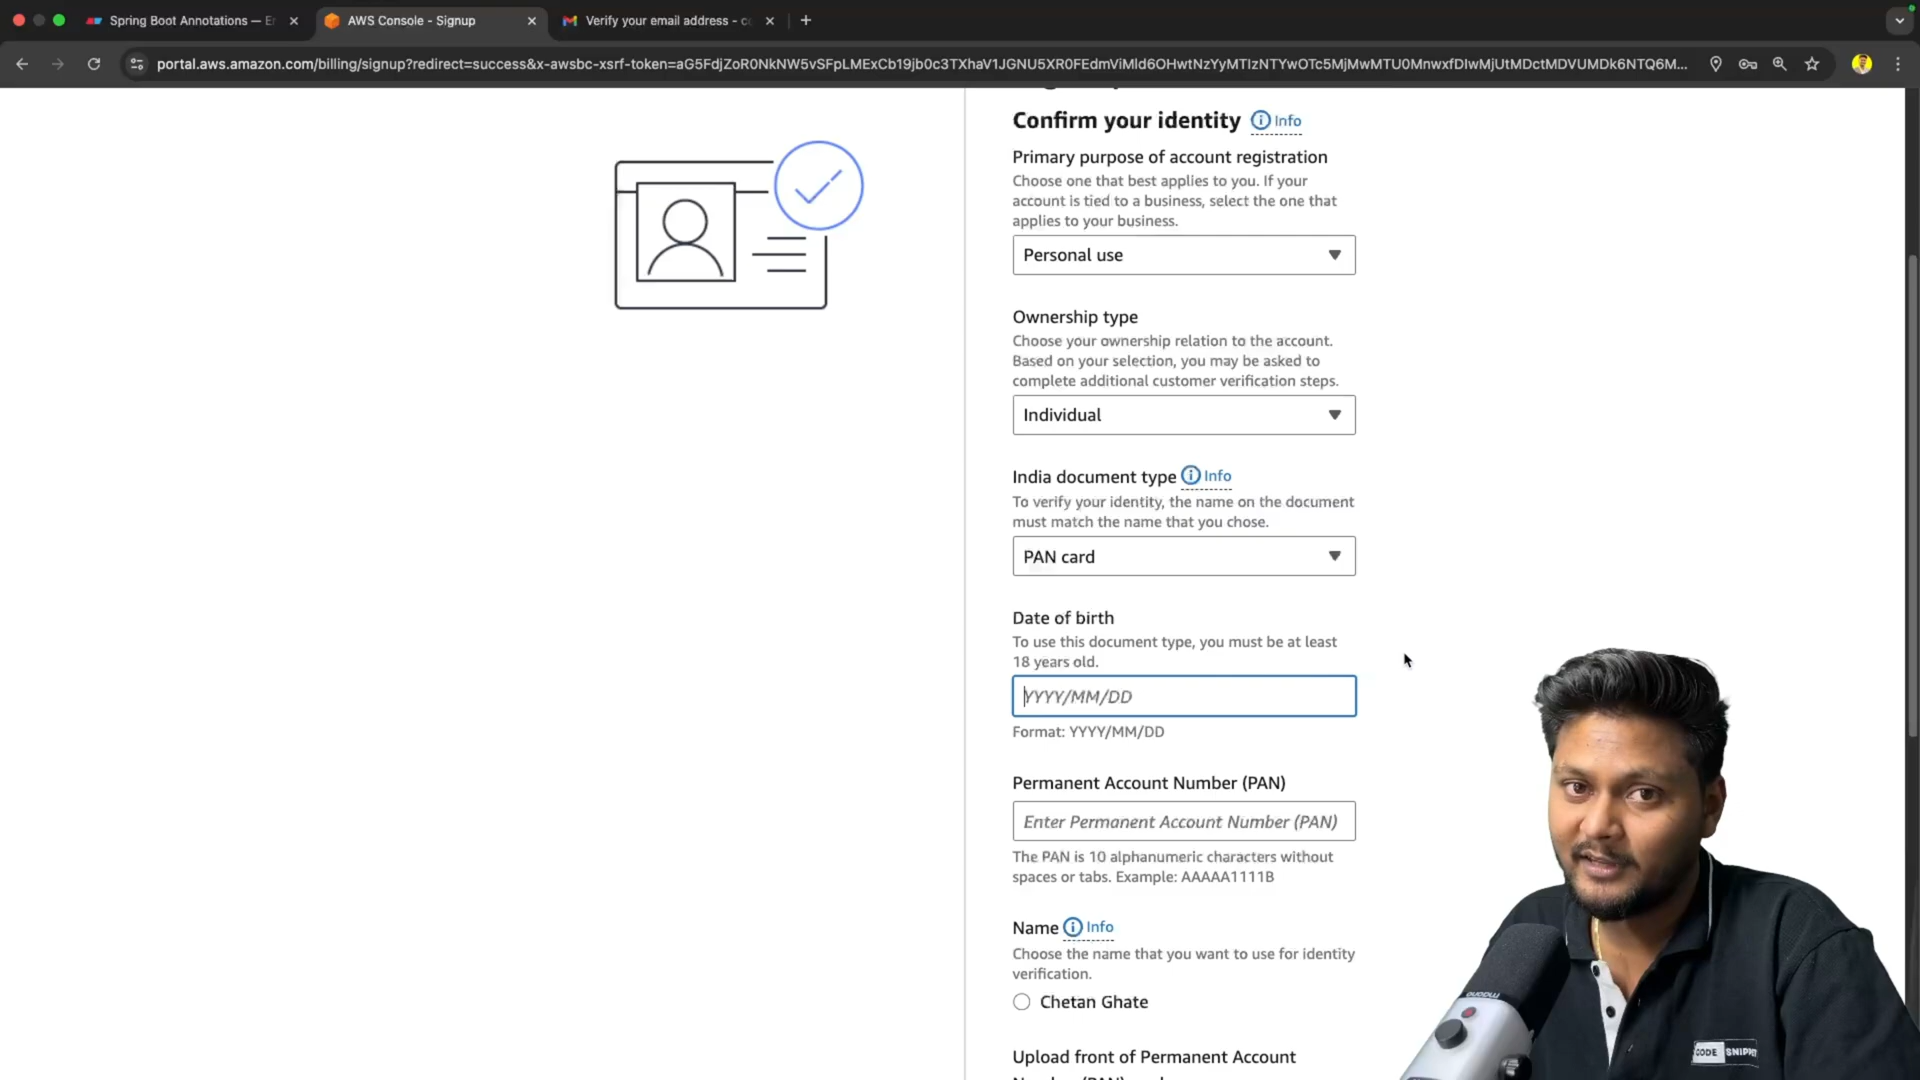 Spring Boot Annotations — E
AWS Console - Signup
Verify your email address - c
portal.aws.amazon.com/billing/signup?redirect=success&x-awsbc-xsrf-token=aG5FdjZoR0NkNW5vSFpLMExCb19jb0c3TXhaV1JGNU5XR0FEdmViMld6OHwtNzYyMTIzNTYwOTc5MjMwMTU0MnwxfDIwMjUtMDctMDVUMDk6NTQ6M...
Confirm your identity Info
Primary purpose of account registration
Choose one that best applies to you. If your
account is tied to a business, select the one that
applies to your business.
Personal use
Ownership type
Choose your ownership relation to the account.
Based on your selection, you may be asked to
complete additional customer verification steps.
Individual
India document type Info
To verify your identity, the name on the document
must match the name that you chose.
PAN card
Date of birth
To use this document type, you must be at least
18 years old.
YYYY/MM/DD
Format: YYYY/MM/DD
Permanent Account Number (PAN)
Enter Permanent Account Number (PAN)
The PAN is 10 alphanumeric characters without
spaces or tabs. Example: AAAAA1111B
Name Info
Choose the name that you want to use for identity
verification.
Chetan Ghate
Upload front of Permanent Account
maono
CODE SNIPPET